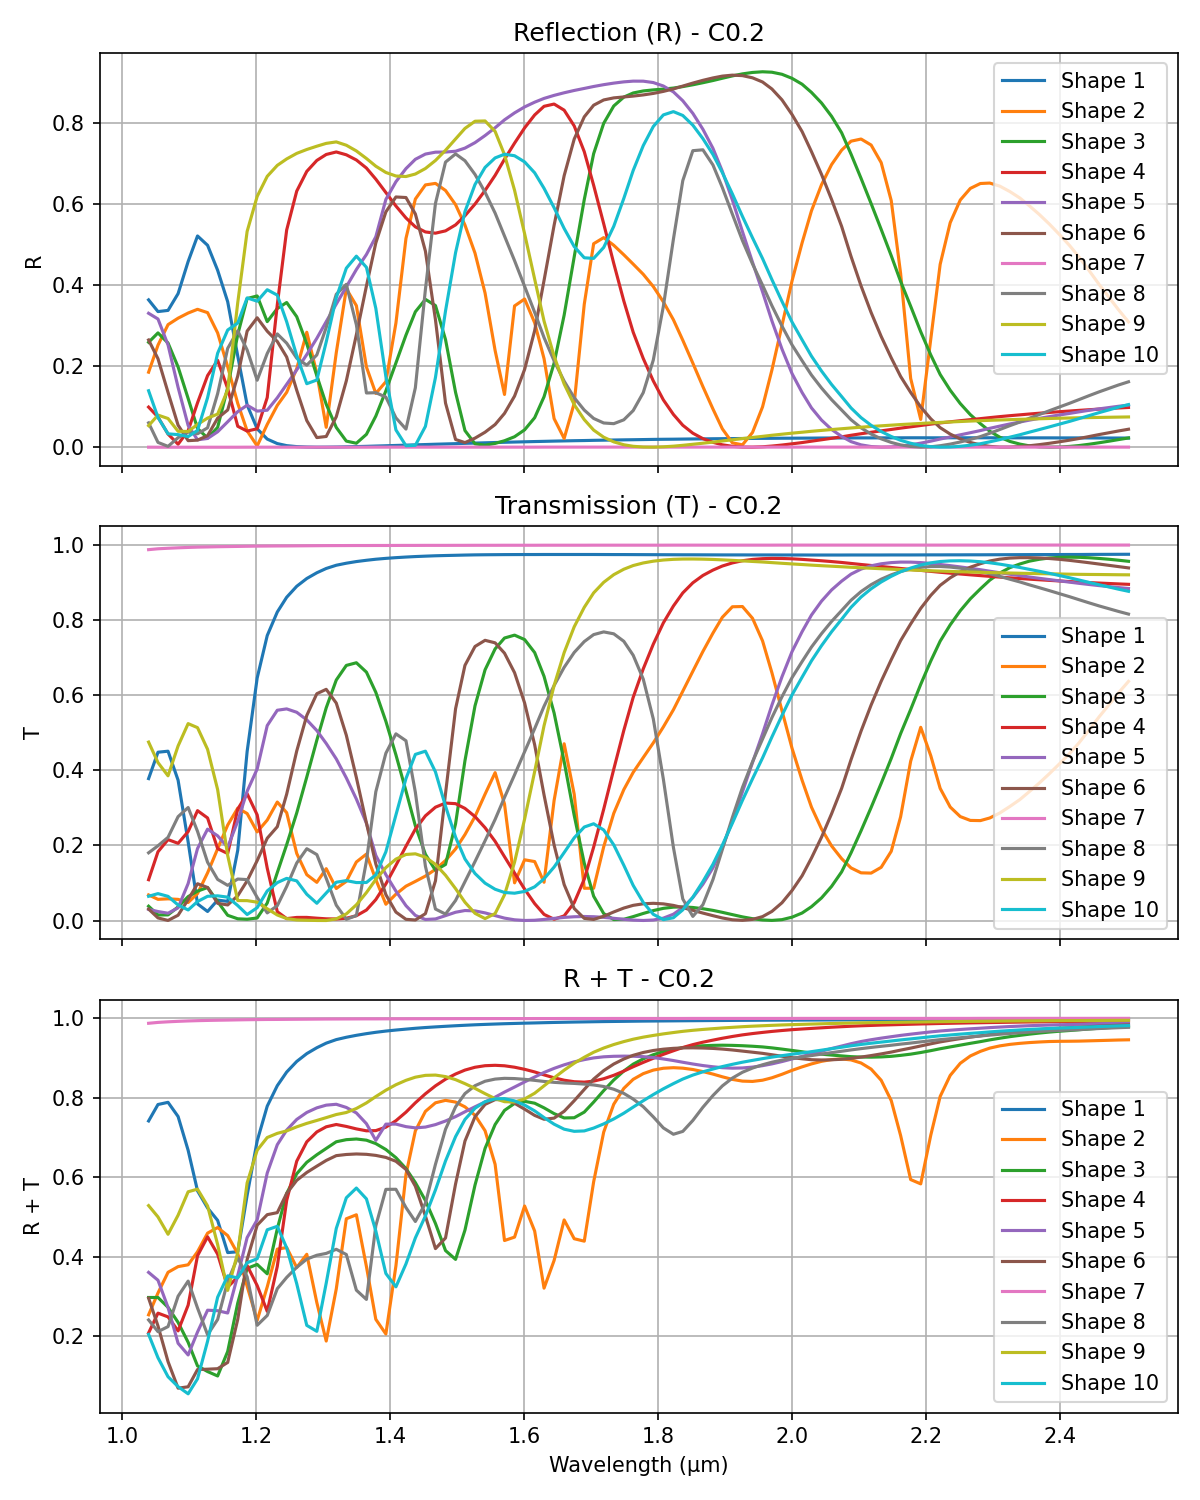 Reflection (R) - C0.2
R
0.8
0.6
0.4
0.2
0.0
Shape 1
Shape 2
Shape 3
Shape 4
Shape 5
Shape 6
Shape 7
Shape 8
Shape 9
Shape 10
Transmission (T) - C0.2
T
1.0
0.8
0.6
0.4
0.2
0.0
Shape 1
Shape 2
Shape 3
Shape 4
Shape 5
Shape 6
Shape 7
Shape 8
Shape 9
Shape 10
R + T - C0.2
R + T
1.0
0.8
0.6
0.4
0.2
Shape 1
Shape 2
Shape 3
Shape 4
Shape 5
Shape 6
Shape 7
Shape 8
Shape 9
Shape 10
1.0 1.2 1.4 1.6 1.8 2.0 2.2 2.4
Wavelength (μm)